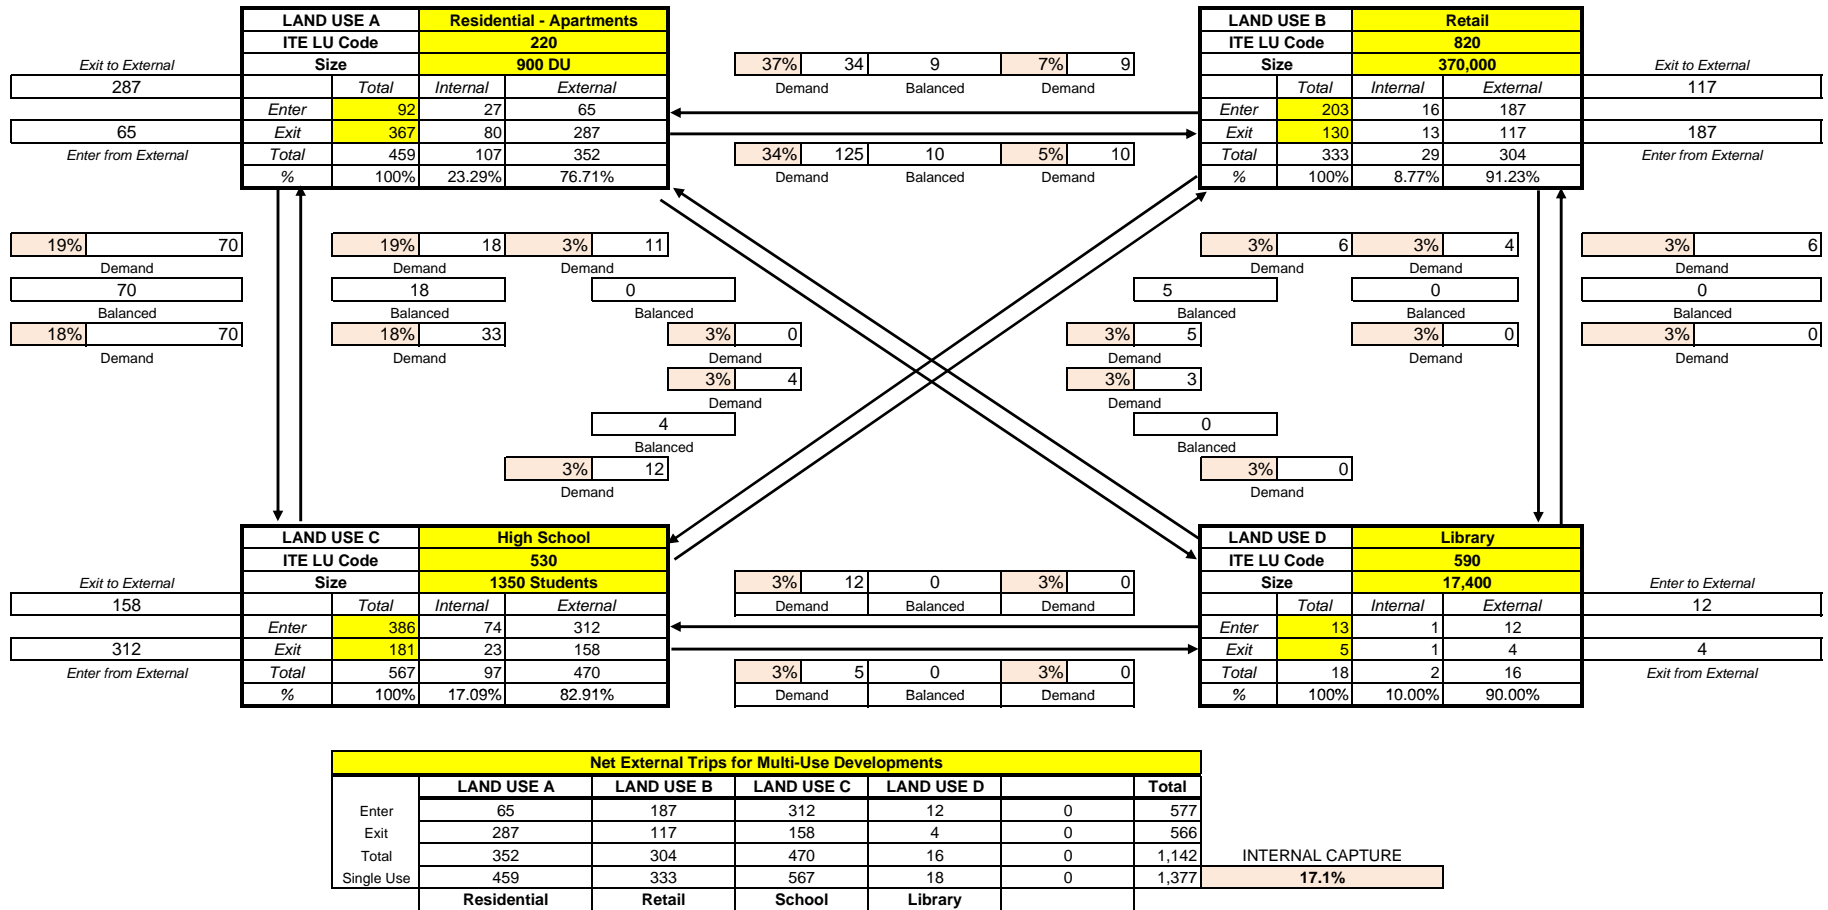 LAND USE A Residential - Apartments LAND USE B Retail
ITE LU Code 220 ITE LU Code 820
Exit to External Size 900 DU 37% 34 9 7% 9 Size 370,000 Exit to External
287 Total Internal External Demand Balanced Demand Total Internal External 117
Enter 92 27 65 Enter 203 16 187
65 Exit 367 80 287 Exit 130 13 117 187
Enter from External Total 459 107 352 34% 125 10 5% 10 Total 333 29 304 Enter from External
% 100% 23.29% 76.71% Demand Balanced Demand % 100% 8.77% 91.23%
19% 70 19% 18 3% 11 3% 6 3% 4 3% 6
Demand Demand Demand Demand Demand Demand
70 18 0 5 0 0
Balanced Balanced Balanced Balanced Balanced Balanced
18% 70 18% 33 3% 0 3% 5 3% 0 3% 0
Demand Demand Demand Demand Demand Demand
3% 4 3% 3
Demand Demand
4 0
Balanced Balanced
3% 12 3% 0
Demand Demand
LAND USE C High School LAND USE D Library
ITE LU Code 530 ITE LU Code 590
Exit to External Size 1350 Students 3% 12 0 3% 0 Size 17,400 Enter to External
158 Total Internal External Demand Balanced Demand Total Internal External 12
Enter 386 74 312 Enter 13 1 12
312 Exit 181 23 158 Exit 5 1 4 4
Enter from External Total 567 97 470 3% 5 0 3% 0 Total 18 2 16 Exit from External
% 100% 17.09% 82.91% Demand Balanced Demand % 100% 10.00% 90.00%
Net External Trips for Multi-Use Developments
LAND USE A LAND USE B LAND USE C LAND USE D Total
Enter 65 187 312 12 0 577
Exit 287 117 158 4 0 566
Total 352 304 470 16 0 1,142 INTERNAL CAPTURE
Single Use 459 333 567 18 0 1,377 17.1%
Residential Retail School Library